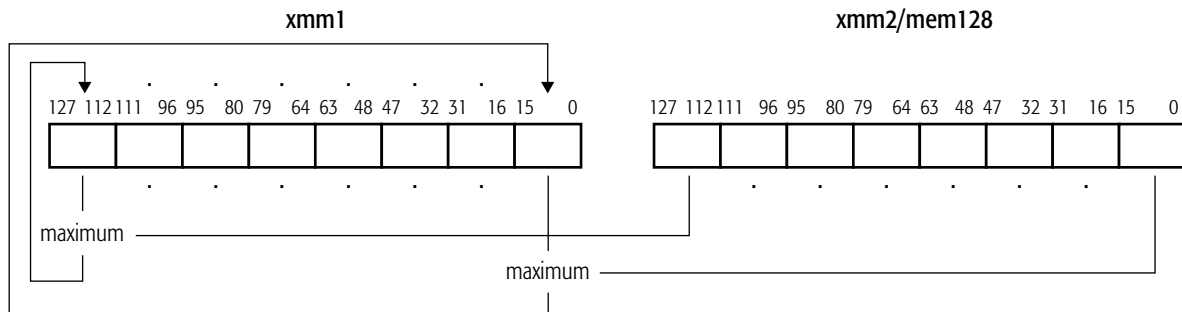 xmm1 xmm2/mem128
127 112 111 96 95 80 79 64 63 48 47 32 31 16 15 0 127 112 111 96 95 80 79 64 63 48 47 32 31 16 15 0
maximum
maximum